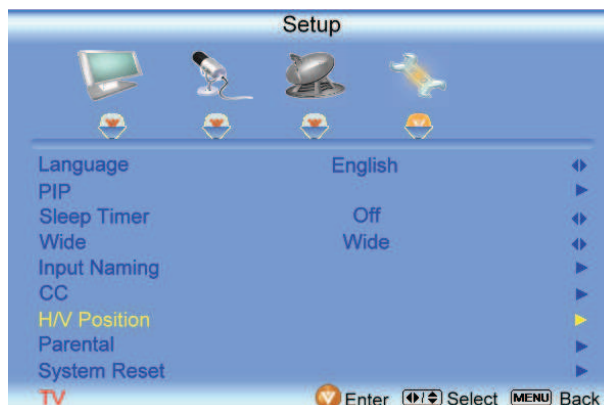 Setup
Language English
PIP
Sleep Timer Off
Wide Wide
Input Naming
CC
H/V Position
Parental
System Reset
TV Enter Select MENU Back